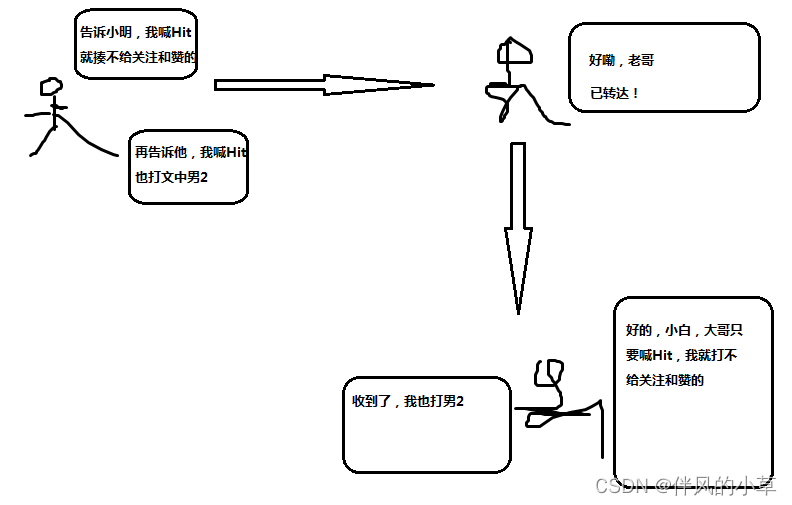 告诉小明，我喊Hit
就揍不给关注和赞的
再告诉他，我喊Hit
也打文中男2
好嘞，老哥
已转达！
好的，小白，大哥只
要喊Hit，我就打不
给关注和赞的
收到了，我也打男2
CSDN @伴风的小草